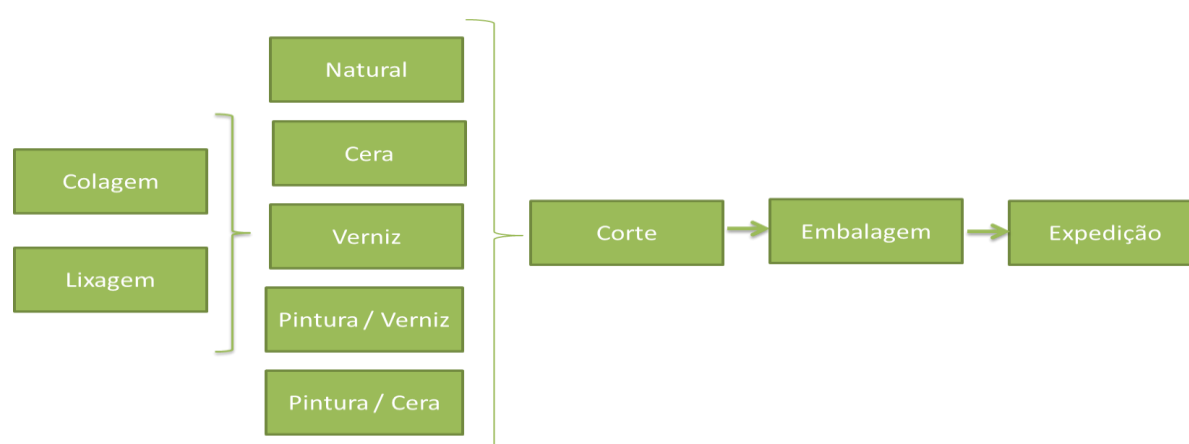 Colagem
Lixagem
Natural
Cera
Verniz
Pintura / Verniz
Pintura / Cera
Corte
Embalagem
Expedição